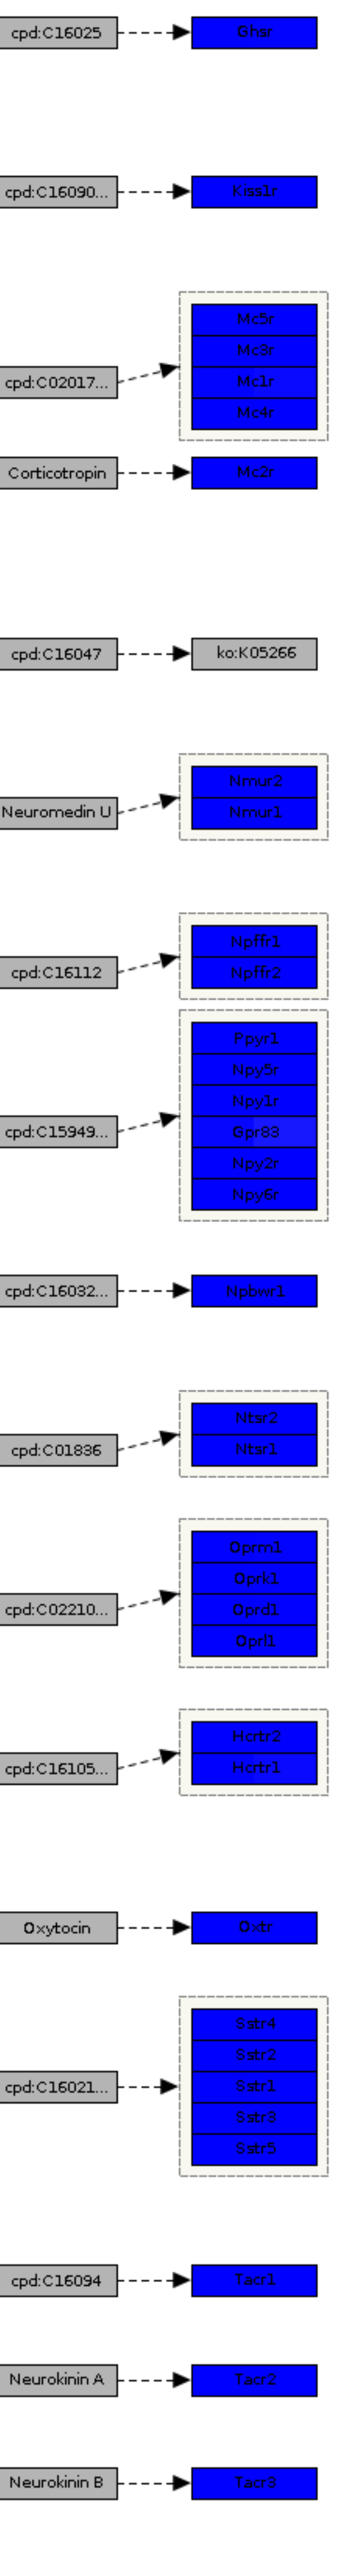 cpd:C16025
Ghsr
cpd:C16090...
Kiss1r
cpd:C02017...
Mc5r
Mc3r
Mc1r
Mc4r
Corticotropin
Mc2r
cpd:C16047
ko:K05266
Neuromedin U
Nmur2
Nmur1
cpd:C16112
Npffr1
Npffr2
cpd:C15949...
Ppyr1
Npy5r
Npy1r
Gpr83
Npy2r
Npy6r
cpd:C16032...
Npbwr1
cpd:C01836
Ntsr2
Ntsr1
cpd:C02210...
Oprm1
Oprk1
Oprd1
Oprl1
cpd:C16105...
Hcrtr2
Hcrtr1
Oxytocin
Oxtr
cpd:C16021...
Sstr4
Sstr2
Sstr1
Sstr3
Sstr5
cpd:C16094
Tacr1
Neurokinin A
Tacr2
Neurokinin B
Tacr3